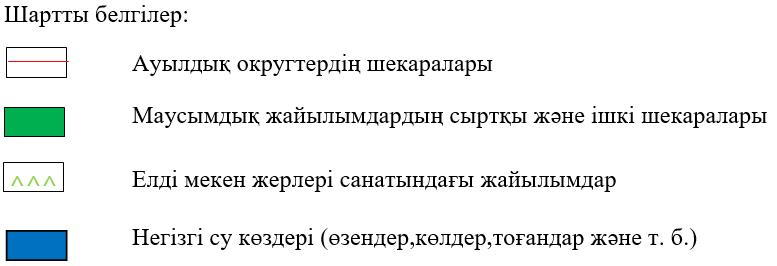 Шартты белгілер:
Ауылдық округтердің шекаралары
Маусымдық жайылымдардың сыртқы және ішкі шекаралары
Елді мекен жерлері санатындағы жайылымдар
Негізгі су көздері (өзендер,көлдер,тоғандар және т. б.)